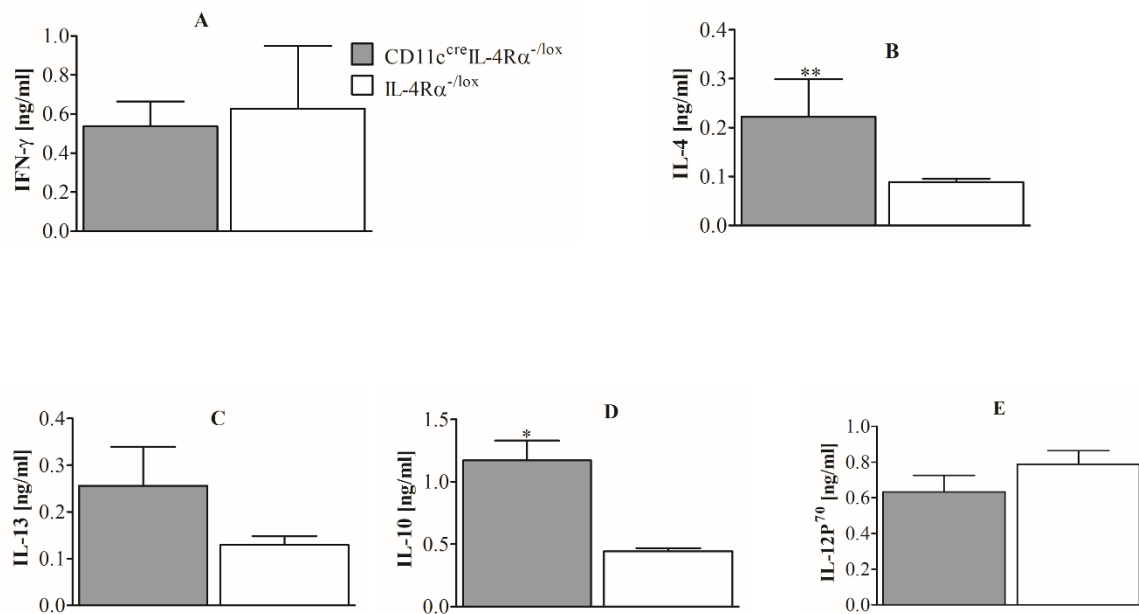 A
IFN-γ [ng/ml]
1.0
0.8
0.6
0.4
0.2
0.0
CD11c^creIL-4Rα^-/lox
IL-4Rα^-/lox
B
IL-4 [ng/ml]
0.4
0.3
0.2
0.1
0.0
**
C
IL-13 [ng/ml]
0.4
0.3
0.2
0.1
0.0
D
IL-10 [ng/ml]
1.5
1.0
0.5
0.0
*
E
IL-12P^70 [ng/ml]
1.0
0.8
0.6
0.4
0.2
0.0